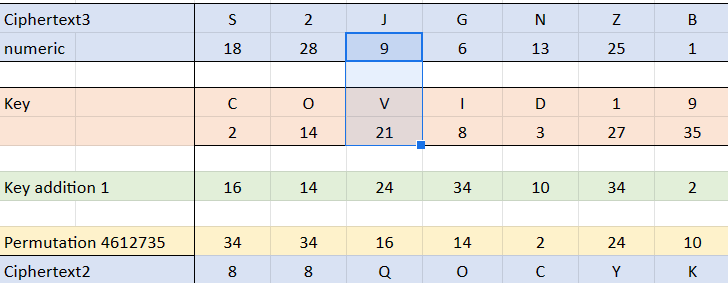 Ciphertext3 S 2 J G N Z B
numeric 18 28 9 6 13 25 1
Key C O V I D 1 9
2 14 21 8 3 27 35
Key addition 1 16 14 24 34 10 34 2
Permutation 4612735 34 34 16 14 2 24 10
Ciphertext2 8 8 Q O C Y K